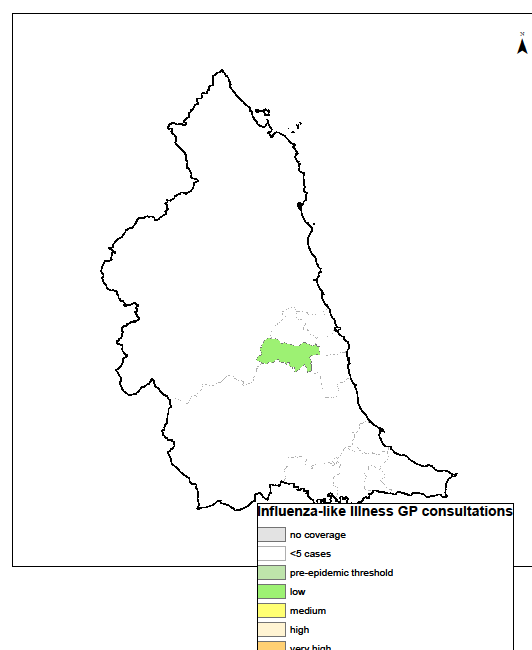 N
Influenza-like Illness GP consultations
no coverage
<5 cases
pre-epidemic threshold
low
medium
high
very high